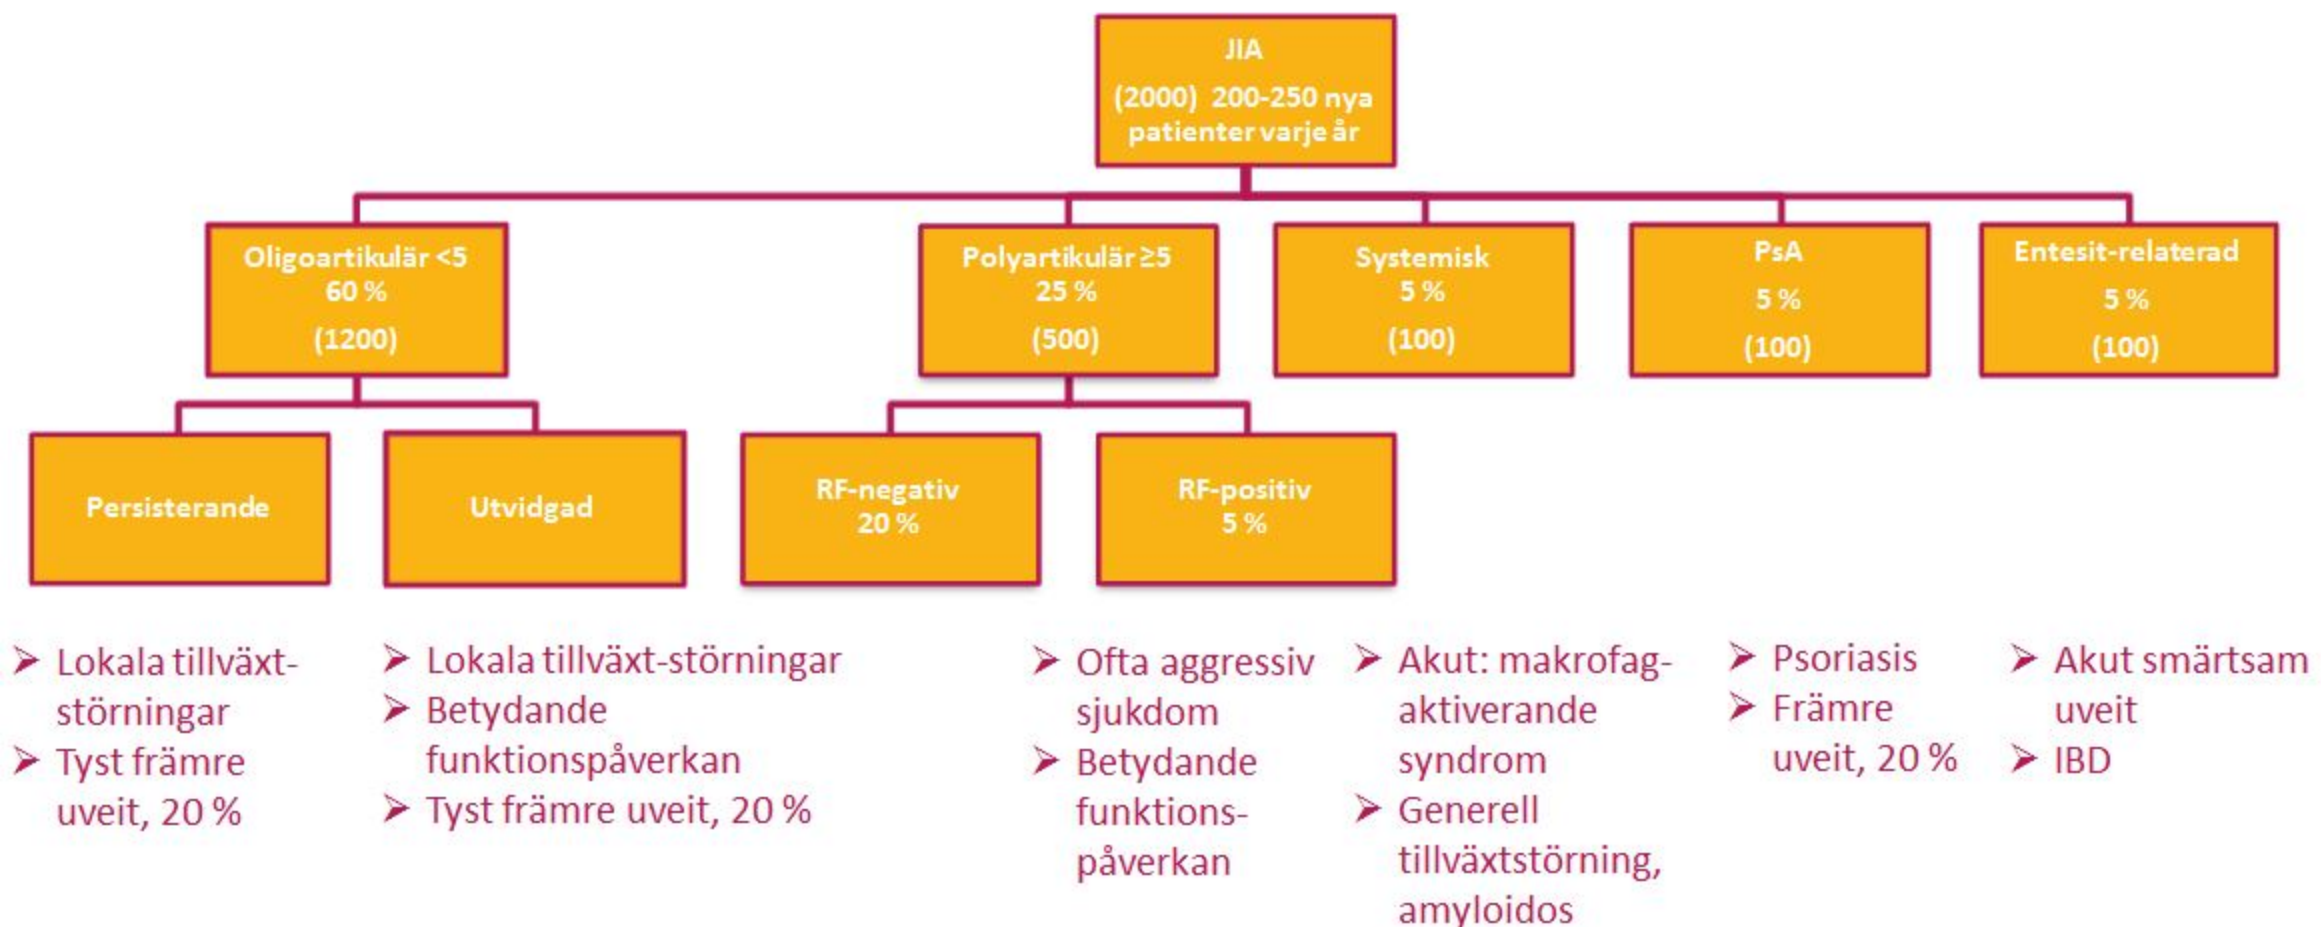 JIA
(2000) 200-250 nya
patienter varje år
Oligoartikulär <5
60 %
(1200)
Polyartikulär ≥5
25 %
(500)
Systemisk
5 %
(100)
PsA
5 %
(100)
Entesit-relaterad
5 %
(100)
Persisterande
Utvidgad
RF-negativ
20 %
RF-positiv
5 %
➢ Lokala tillväxt-
störningar
➢ Tyst främre
uveit, 20 %
➢ Lokala tillväxt-störningar
➢ Betydande
funktionspåverkan
➢ Tyst främre uveit, 20 %
➢ Ofta aggressiv
sjukdom
➢ Betydande
funktions-
påverkan
➢ Akut: makrofag-
aktiverande
syndrom
➢ Generell
tillväxtstörning,
amyloidos
➢ Psoriasis
➢ Främre
uveit, 20 %
➢ Akut smärtsam
uveit
➢ IBD